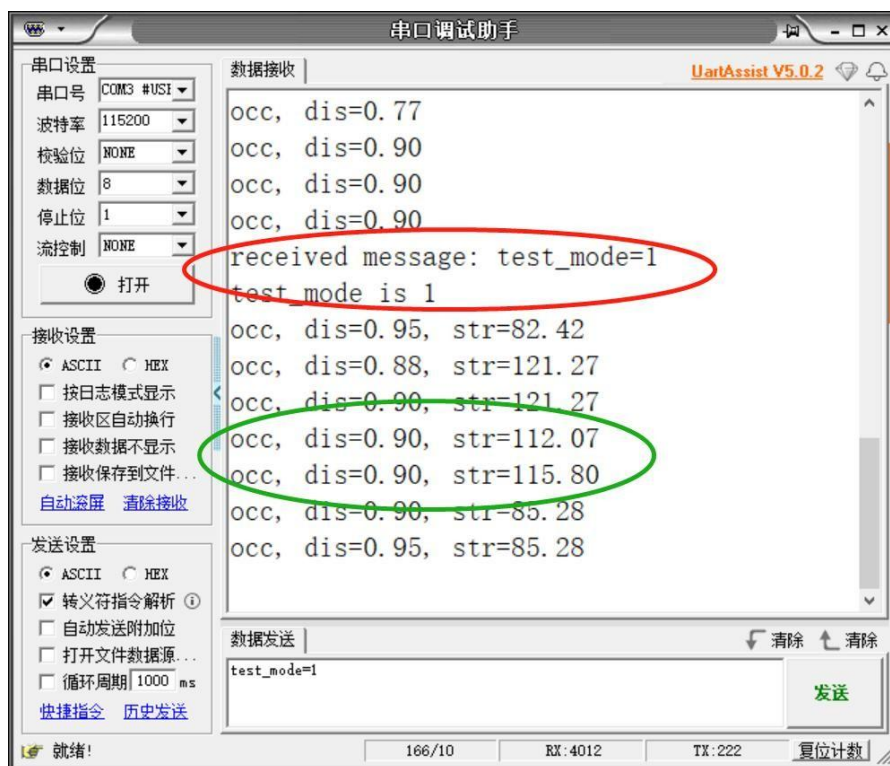 串口调试助手
串口设置
串口号 COM3 #USI
波特率 115200
校验位 NONE
数据位 8
停止位 1
流控制 NONE
打开
接收设置
ASCII HEX
按日志模式显示
接收区自动换行
接收数据不显示
接收保存到文件...
自动滚屏 清除接收
发送设置
ASCII HEX
转义符指令解析
自动发送附加位
打开文件数据源...
循环周期 1000 ms
快捷指令 历史发送
数据接收 UartAssist V5.0.2
occ, dis=0.77
occ, dis=0.90
occ, dis=0.90
occ, dis=0.90
received message: test_mode=1
test_mode is 1
occ, dis=0.95, str=82.42
occ, dis=0.88, str=121.27
occ, dis=0.90, str=121.27
occ, dis=0.90, str=112.07
occ, dis=0.90, str=115.80
occ, dis=0.90, str=85.28
occ, dis=0.95, str=85.28
数据发送 清除 清除
test_mode=1
发送
就绪! 166/10 RX:4012 TX:222 复位计数